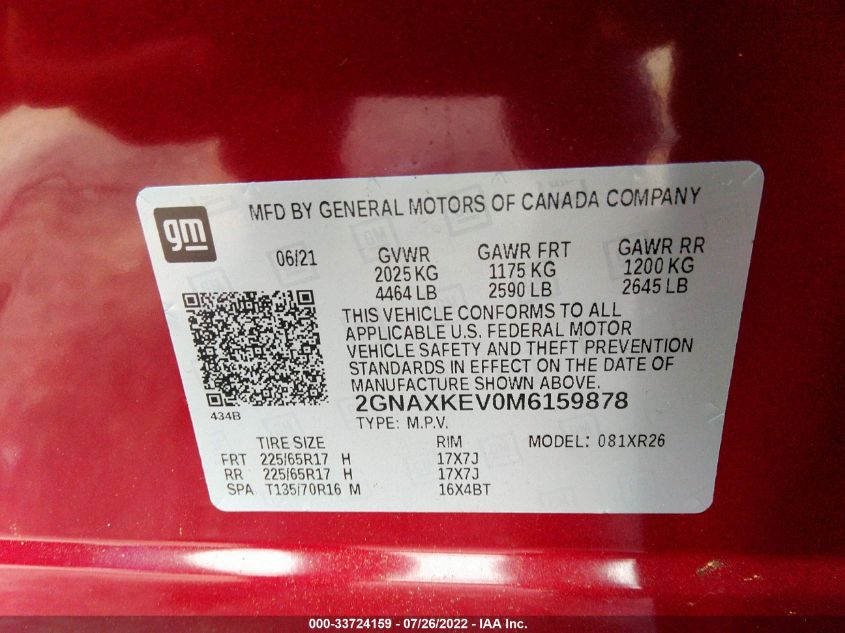 gm
MFD BY GENERAL MOTORS OF CANADA COMPANY
06/21 GVWR GAWR FRT GAWR RR
2025 KG 1175 KG 1200 KG
4464 LB 2590 LB 2645 LB
THIS VEHICLE CONFORMS TO ALL
APPLICABLE U.S. FEDERAL MOTOR
VEHICLE SAFETY AND THEFT PREVENTION
STANDARDS IN EFFECT ON THE DATE OF
MANUFACTURE SHOWN ABOVE.
434B
2GNAXKEV0M6159878
TYPE: M.P.V.
TIRE SIZE RIM MODEL: 081XR26
FRT 225/65R17 H 17X7J
RR 225/65R17 H 17X7J
SPA T135/70R16 M 16X4BT
000-33724159 - 07/26/2022 - IAA Inc.